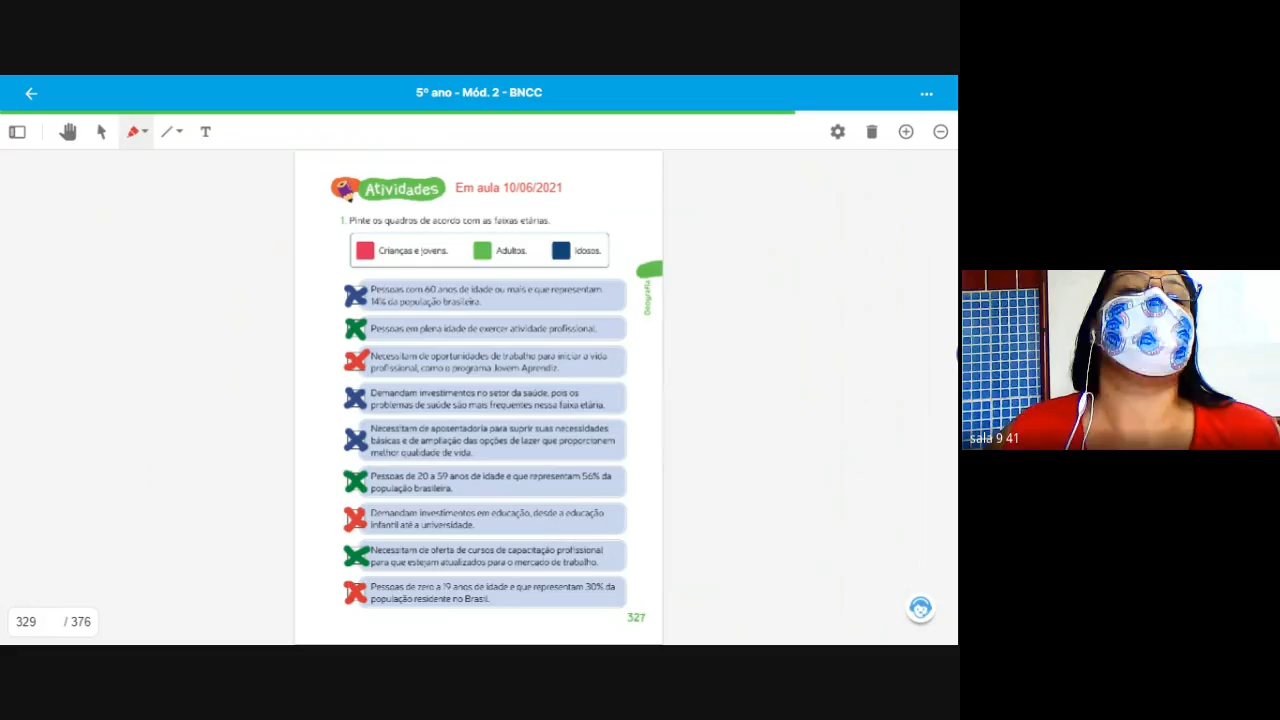 5º ano - Mód. 2 - BNCC
T
Atividades
Em aula 10/06/2021
1. Pinte os quadros de acordo com as faixas etárias.
Crianças e jovens. Adultos. Idosos.
Pessoas com 60 anos de idade ou mais e que representam
14% da população brasileira.
Geografia
Pessoas em plena idade de exercer atividade profissional.
Necessitam de oportunidades de trabalho para iniciar a vida
profissional, como o programa Jovem Aprendiz.
Demandam investimentos no setor da saúde, pois os
problemas de saúde são mais frequentes nessa faixa etária.
Necessitam de aposentadoria para suprir suas necessidades
básicas e de ampliação das opções de lazer que proporcionem
melhor qualidade de vida.
Pessoas de 20 a 59 anos de idade e que representam 56% da
população brasileira.
Demandam investimentos em educação, desde a educação
infantil até a universidade.
Necessitam de oferta de cursos de capacitação profissional
para que estejam atualizados para o mercado de trabalho.
Pessoas de zero a 19 anos de idade e que representam 30% da
população residente no Brasil.
327
329 / 376
sala 9 41